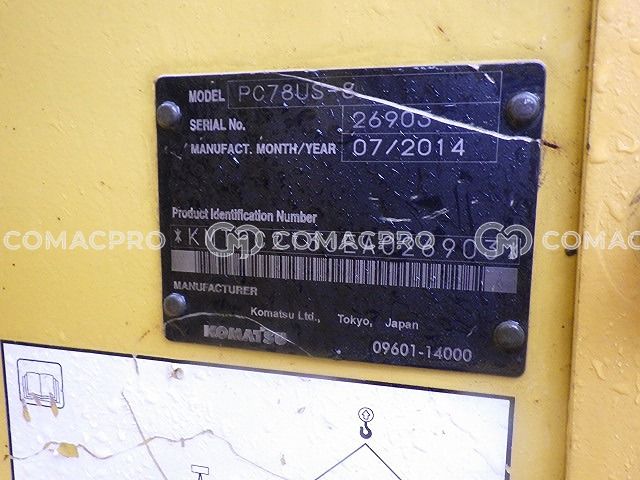 MODEL PC78US-8
SERIAL No. 26903
MANUFACT. MONTH/YEAR 07/2014
Product Identification Number
COMACPRO COMACPRO COMACPRO
MANUFACTURER
Komatsu Ltd., Tokyo, Japan
KOMATSU 09601-14000